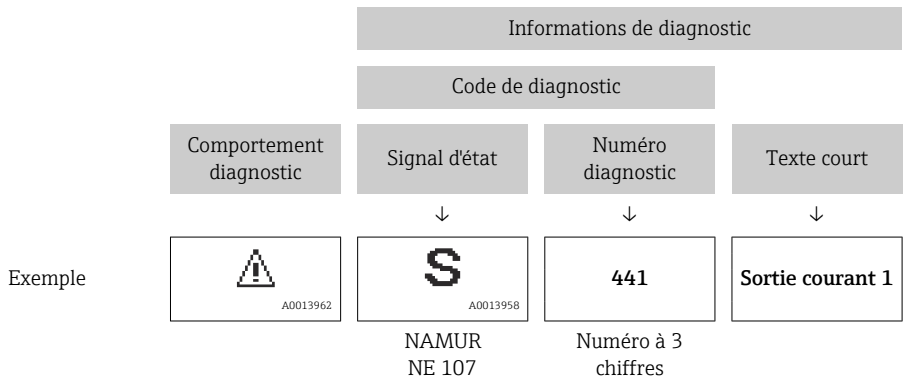 Informations de diagnostic
Code de diagnostic
Comportement
diagnostic
Signal d'état
Numéro
diagnostic
Texte court
↓ ↓ ↓
Exemple
A0013962
S
A0013958
441
Sortie courant 1
NAMUR
NE 107
Numéro à 3
chiffres